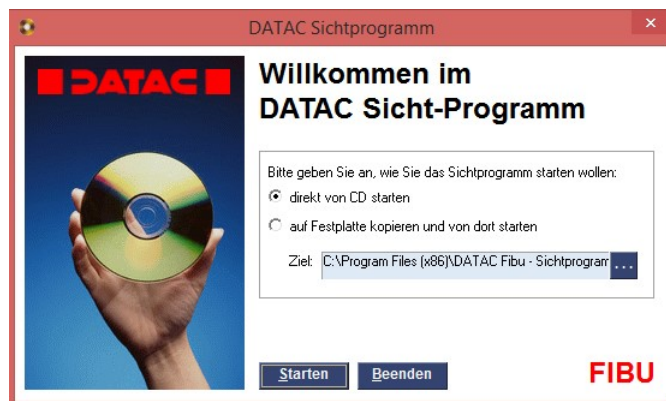 DATAC Sichtprogramm
DATAC
Willkommen im
DATAC Sicht-Programm
Bitte geben Sie an, wie Sie das Sichtprogramm starten wollen:
direkt von CD starten
auf Festplatte kopieren und von dort starten
Ziel: C:\Program Files (x86)\DATAC Fibu - Sichtprogram ...
Starten Beenden
FIBU